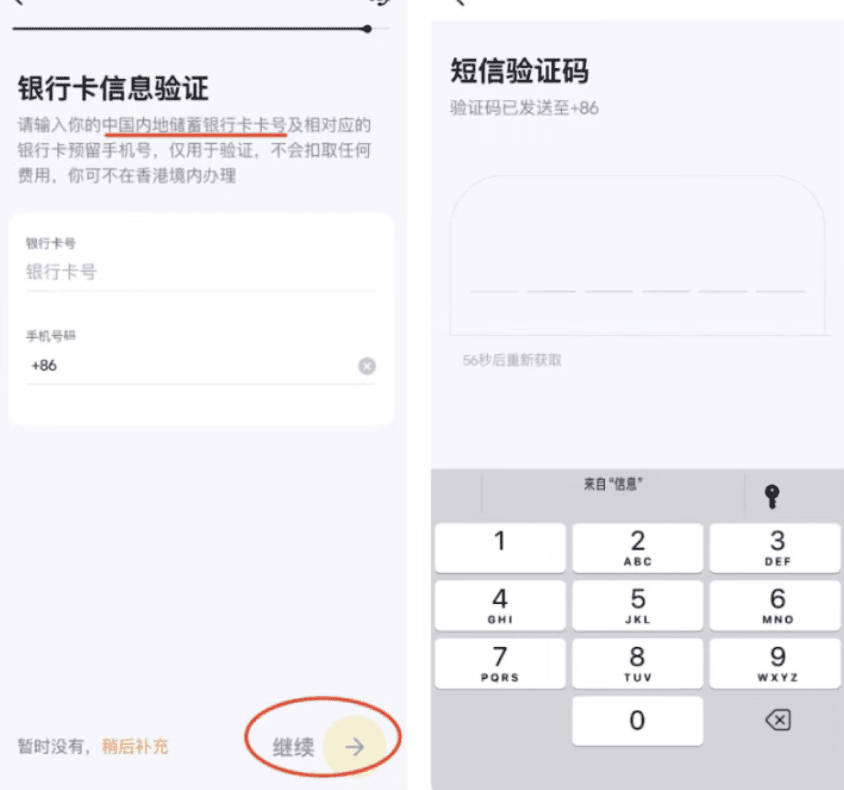 银行卡信息验证
请输入你的中国内地储蓄银行卡卡号及相对应的
银行卡预留手机号，仅用于验证，不会扣取任何
费用，你可不在香港境内办理
银行卡号
银行卡号
手机号码
+86
暂时没有，稍后补充
继续
短信验证码
验证码已发送至+86
56秒后重新获取
来自“信息”
1
2
ABC
3
DEF
4
GHI
5
JKL
6
MNO
7
PQRS
8
TUV
9
WXYZ
0